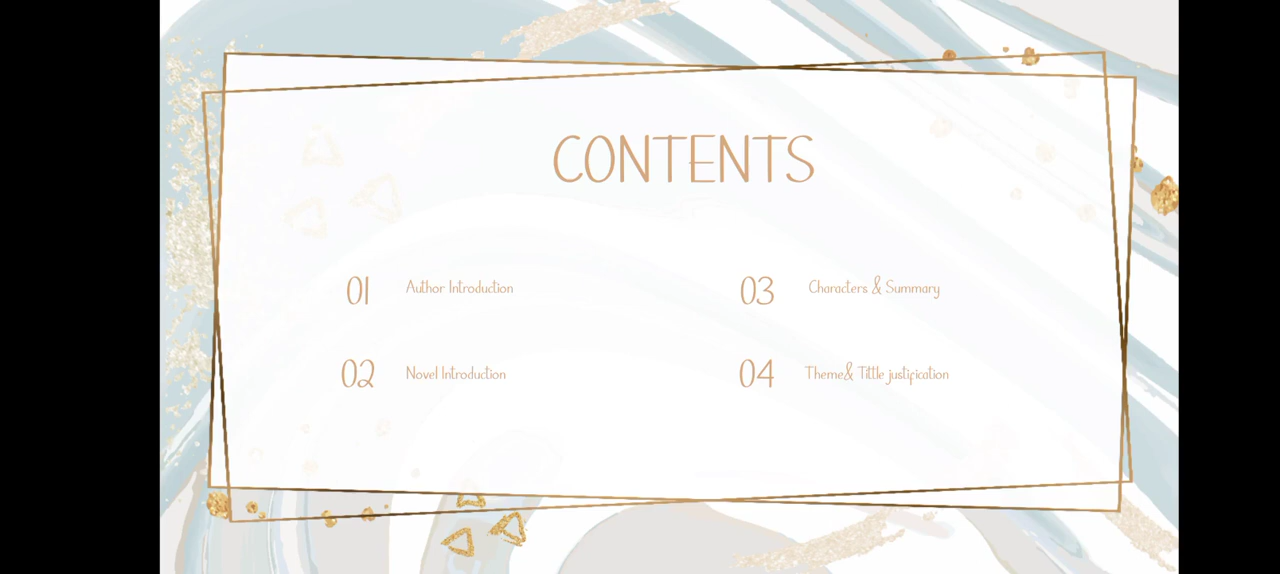 CONTENTS
01 Author Introduction
02 Novel Introduction
03 Characters & Summary
04 Theme& Tittle justification